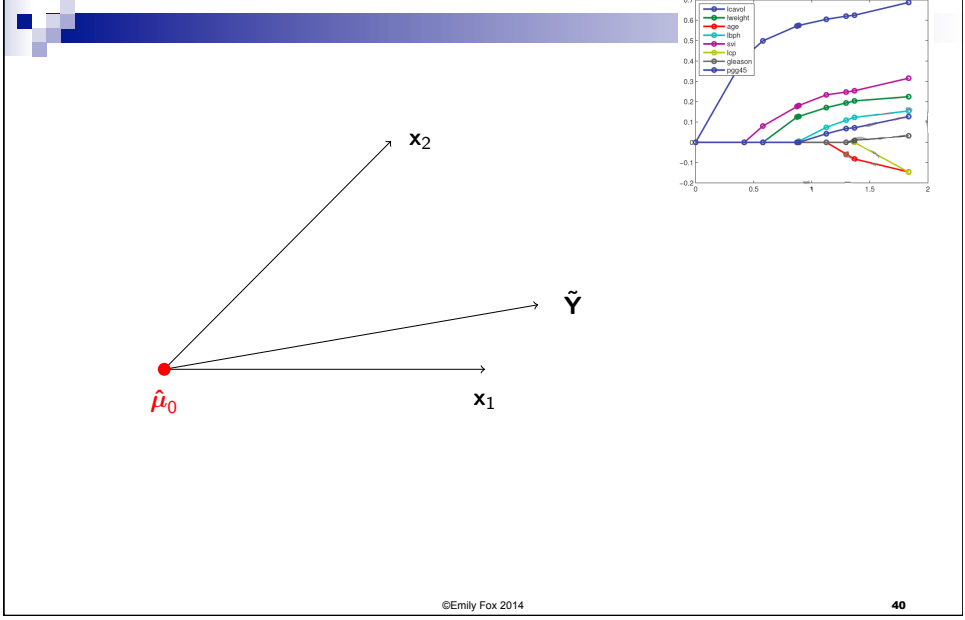 0.7
0.6
0.5
0.4
0.3
0.2
0.1
0
−0.1
−0.2
0
0.5
1
1.5
2
lcavol
lweight
age
lbph
svi
lcp
gleason
pgg45
x₂
Ỹ
μ̂₀
x₁
©Emily Fox 2014
40